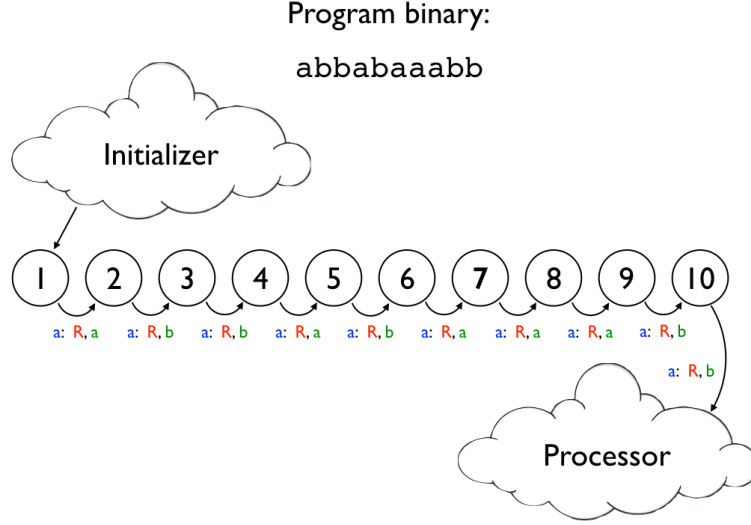 Program binary:
abbabaaabb
Initializer
1 2 3 4 5 6 7 8 9 10
a: R, a a: R, b a: R, b a: R, a a: R, b a: R, a a: R, a a: R, a a: R, b
a: R, b
Processor